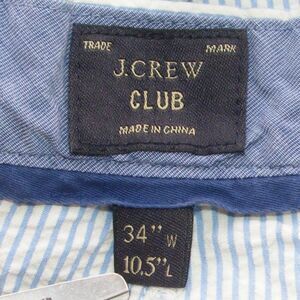 TRADE MARK
J.CREW
CLUB
MADE IN CHINA
34" W
10.5" L